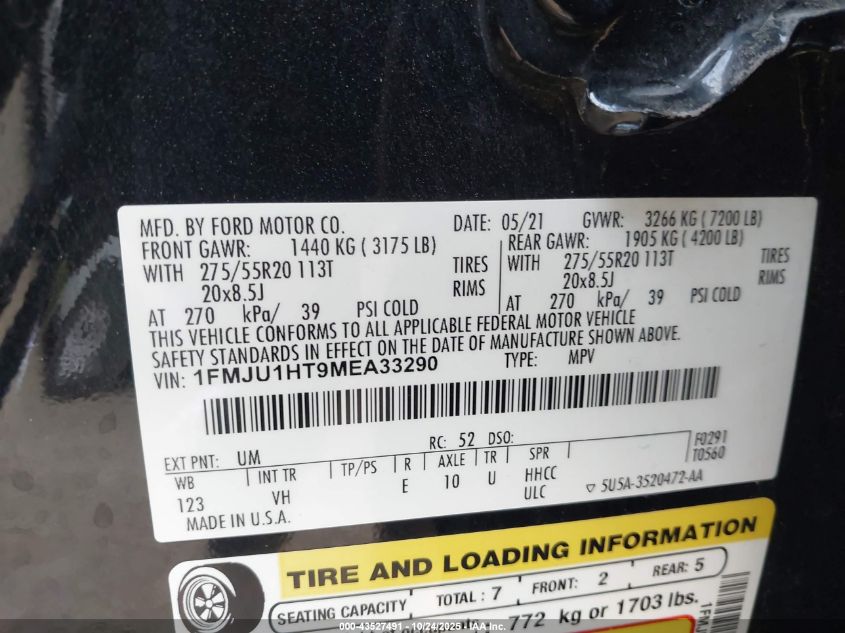 MFD. BY FORD MOTOR CO. DATE: 05/21 GVWR: 3266 KG ( 7200 LB)
FRONT GAWR: 1440 KG ( 3175 LB) REAR GAWR: 1905 KG ( 4200 LB)
WITH 275/55R20 113T TIRES WITH 275/55R20 113T TIRES
20x8.5J RIMS 20x8.5J RIMS
AT 270 kPa/ 39 PSI COLD AT 270 kPa/ 39 PSI COLD
THIS VEHICLE CONFORMS TO ALL APPLICABLE FEDERAL MOTOR VEHICLE
SAFETY STANDARDS IN EFFECT ON THE DATE OF MANUFACTURE SHOWN ABOVE.
VIN: 1FMJU1HT9MEA33290 TYPE: MPV
EXT PNT: UM RC: 52 DSO: F0291
T0560
WB INT TR TP/PS R AXLE TR SPR
123 VH E 10 U HHCC
ULC ▽ 5U5A-3520472-AA
MADE IN U.S.A.
TIRE AND LOADING INFORMATION
SEATING CAPACITY TOTAL : 7 FRONT: 2 REAR: 5
772 kg or 1703 lbs.
000-43527491 - 10/24/2025 - IAA Inc.